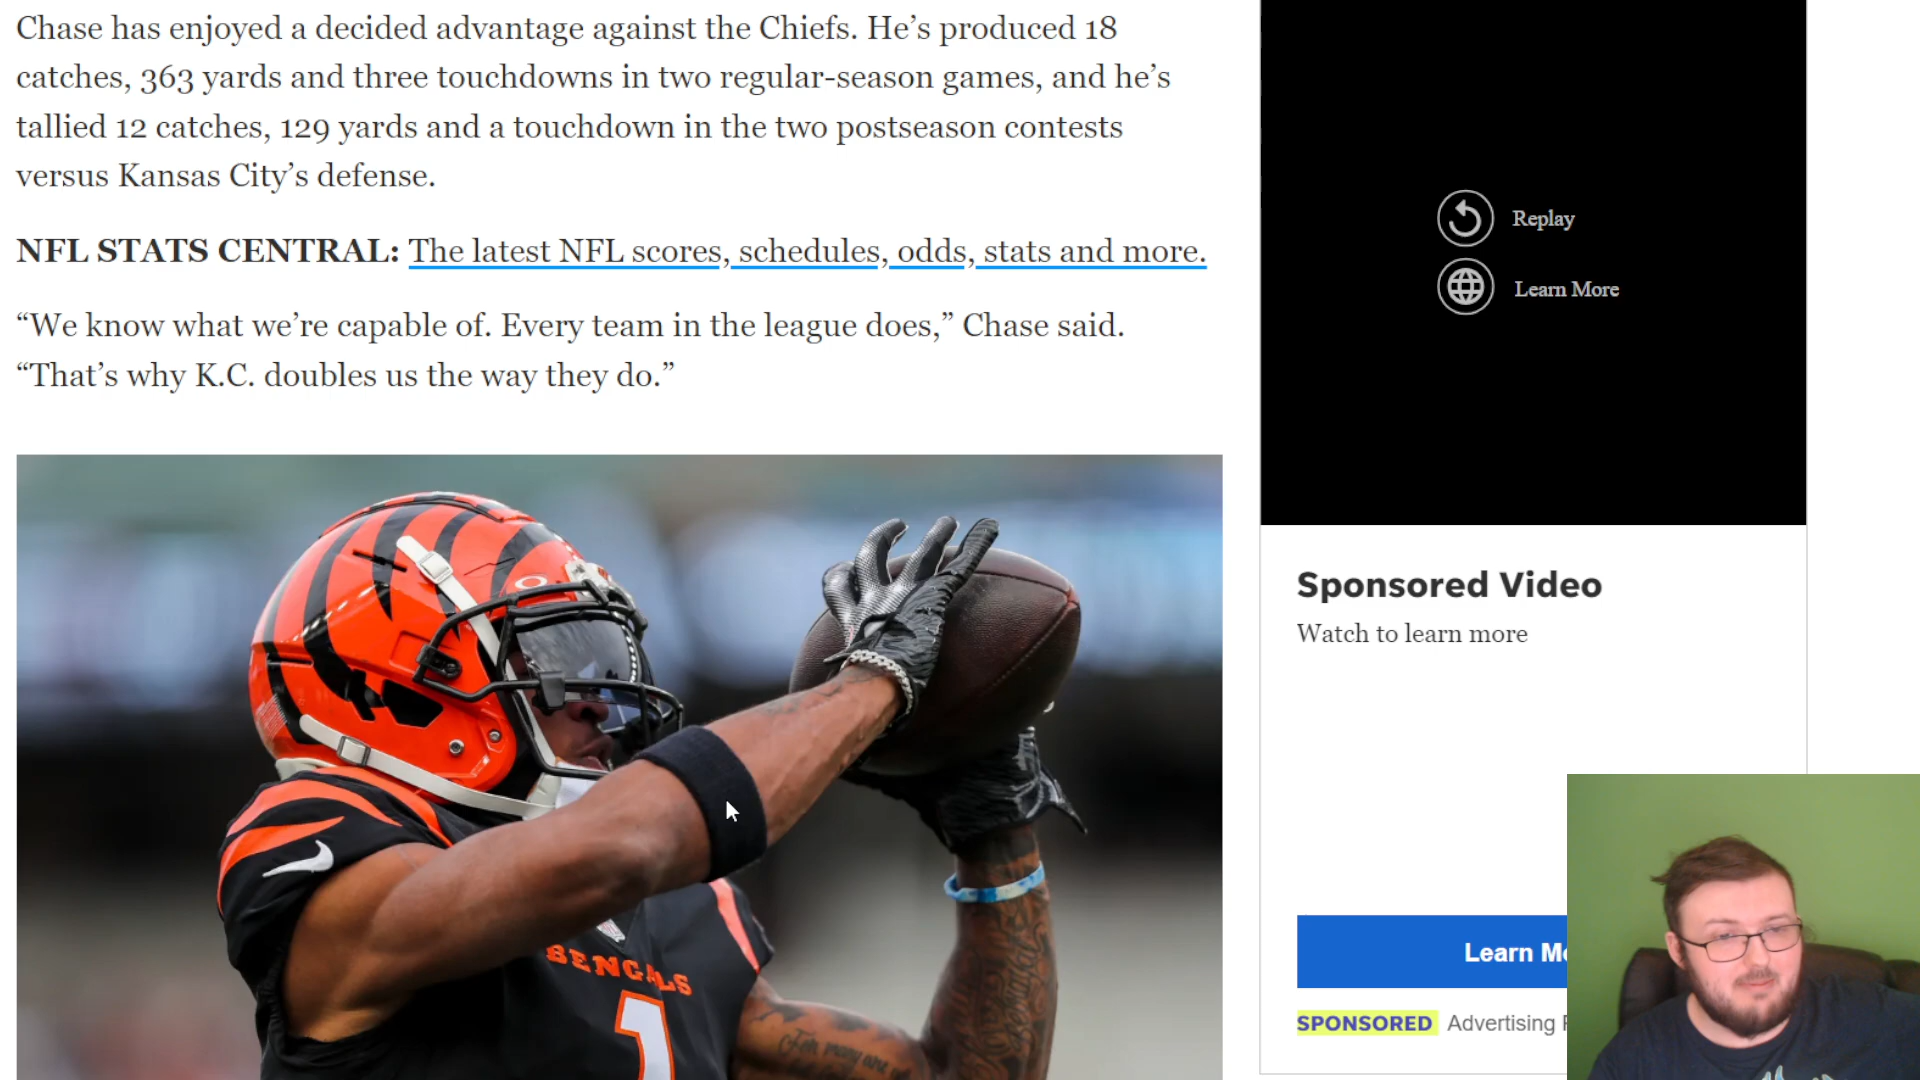 Chase has enjoyed a decided advantage against the Chiefs. He’s produced 18
catches, 363 yards and three touchdowns in two regular-season games, and he’s
tallied 12 catches, 129 yards and a touchdown in the two postseason contests
versus Kansas City’s defense.
NFL STATS CENTRAL: The latest NFL scores, schedules, odds, stats and more.
“We know what we’re capable of. Every team in the league does,” Chase said.
“That’s why K.C. doubles us the way they do.”
BENGALS
1
Replay
Learn More
Sponsored Video
Watch to learn more
Learn Mo
SPONSORED Advertising